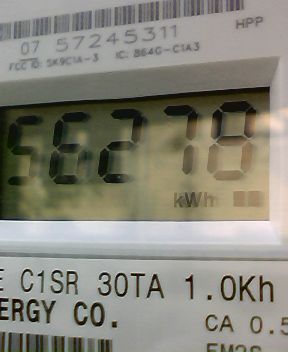 HPP
07 57245311
FCC ID: SK9C1A-3 IC: 864G-C1A3
56278
kWh
E C1SR 30TA 1.0Kh
ERGY CO.
CA 0.5
EM2S